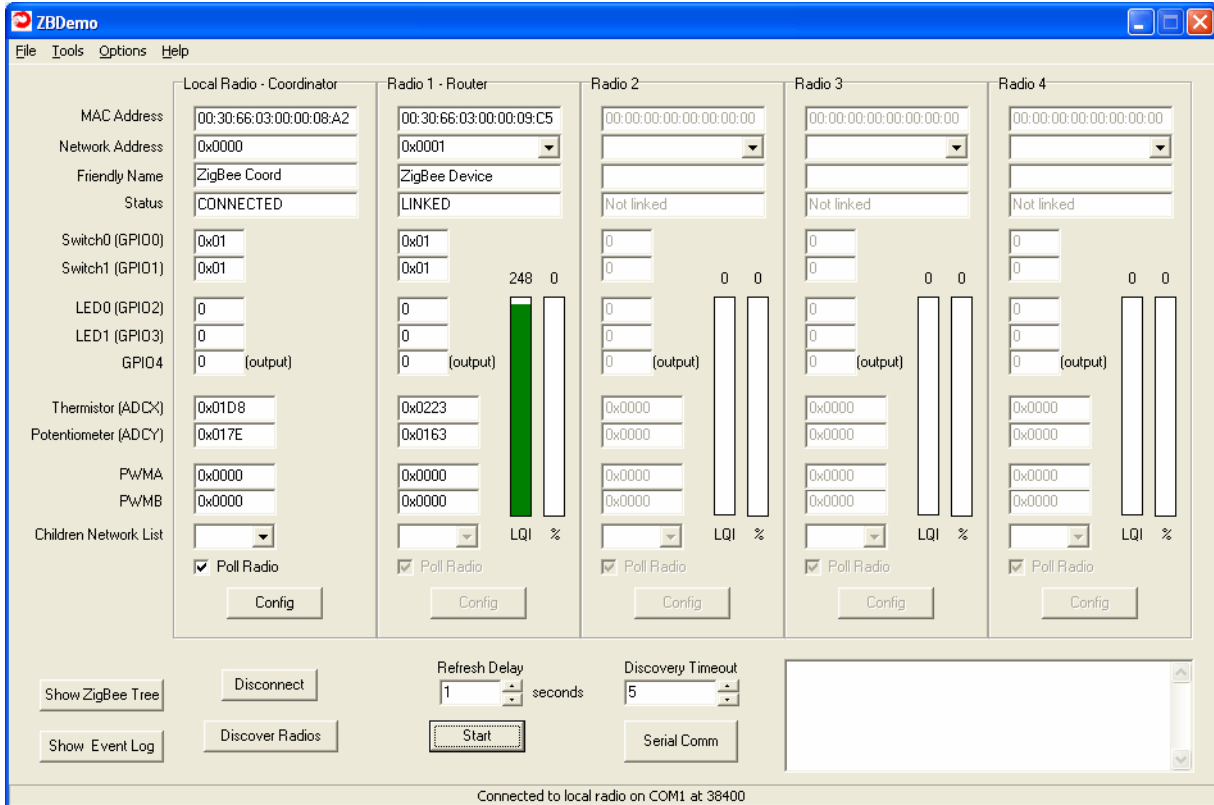 ZBDemo
File Tools Options Help
Local Radio - Coordinator Radio 1 - Router Radio 2 Radio 3 Radio 4
MAC Address 00:30:66:03:00:00:08:A2 00:30:66:03:00:00:09:C5 00:00:00:00:00:00:00:00 00:00:00:00:00:00:00:00 00:00:00:00:00:00:00:00
Network Address 0x0000 0x0001
Friendly Name ZigBee Coord ZigBee Device
Status CONNECTED LINKED Not linked Not linked Not linked
Switch0 (GPIO0) 0x01 0x01 0 0 0
Switch1 (GPIO1) 0x01 0x01 0 0 0
248 0 0 0 0 0 0 0
LED0 (GPIO2) 0 0 0 0 0
LED1 (GPIO3) 0 0 0 0 0
GPIO4 0 (output) 0 (output) 0 (output) 0 (output) 0 (output)
Thermistor (ADCX) 0x01D8 0x0223 0x0000 0x0000 0x0000
Potentiometer (ADCY) 0x017E 0x0163 0x0000 0x0000 0x0000
PWMA 0x0000 0x0000 0x0000 0x0000 0x0000
PWMB 0x0000 0x0000 0x0000 0x0000 0x0000
Children Network List LQI % LQI % LQI % LQI %
Poll Radio Poll Radio Poll Radio Poll Radio Poll Radio
Config Config Config Config Config
Refresh Delay Discovery Timeout
Show ZigBee Tree Disconnect 1 seconds 5
Show Event Log Discover Radios Start Serial Comm
Connected to local radio on COM1 at 38400